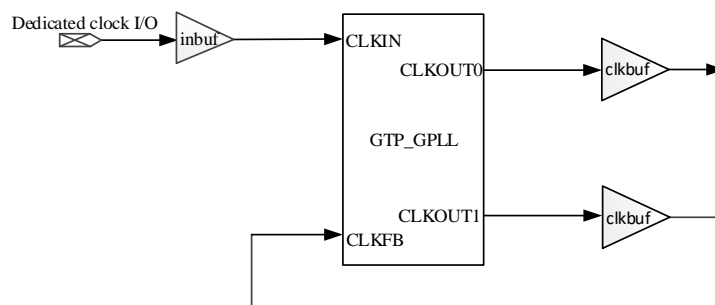 Dedicated clock I/O
inbuf
CLKIN
CLKOUT0
clkbuf
GTP_GPLL
CLKOUT1
clkbuf
CLKFB